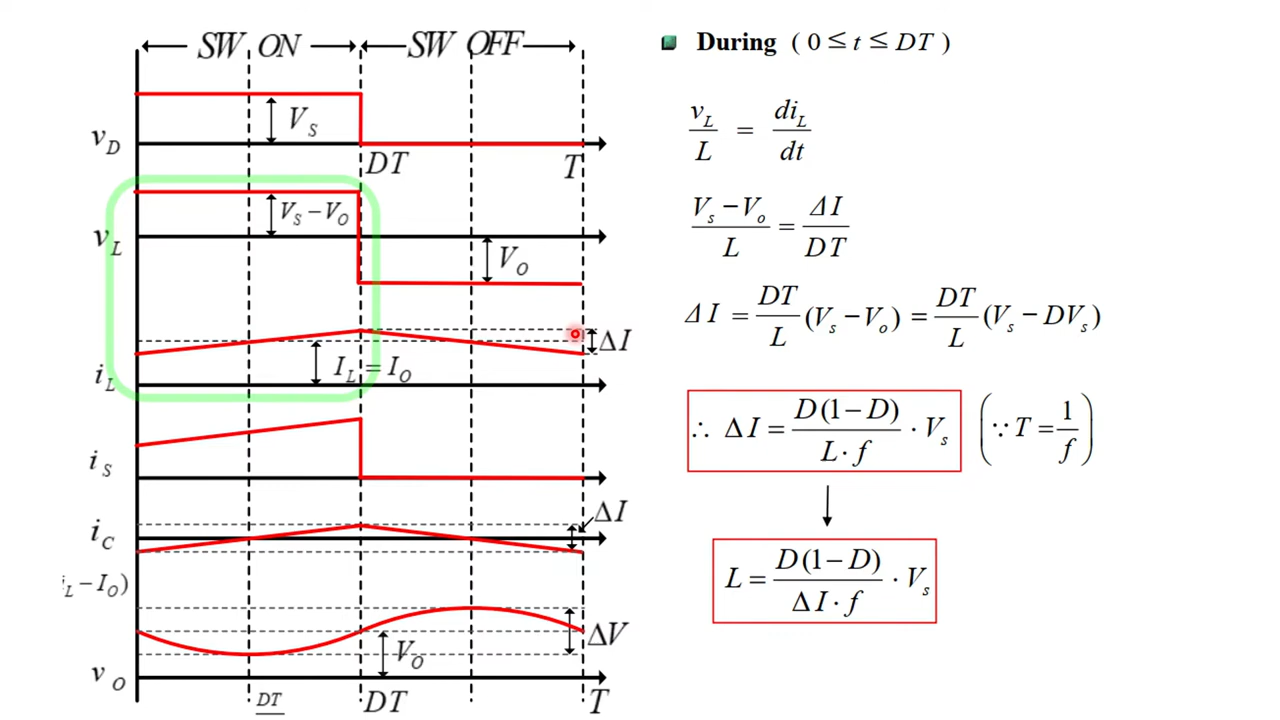 SW ON SW OFF
v_D V_S DT T
v_L V_S − V_O V_O
i_L I_L = I_O ΔI
i_S
i_C ΔI
i_L − I_O)
v_O V_O ΔV
DT DT T
During ( 0 ≤ t ≤ DT )
v_L / L = di_L / dt
(V_s − V_o) / L = ΔI / DT
ΔI = DT / L (V_s − V_o) = DT / L (V_s − DV_s)
∴ ΔI = D(1 − D) / (L · f) · V_s (∵ T = 1 / f)
L = D(1 − D) / (ΔI · f) · V_s